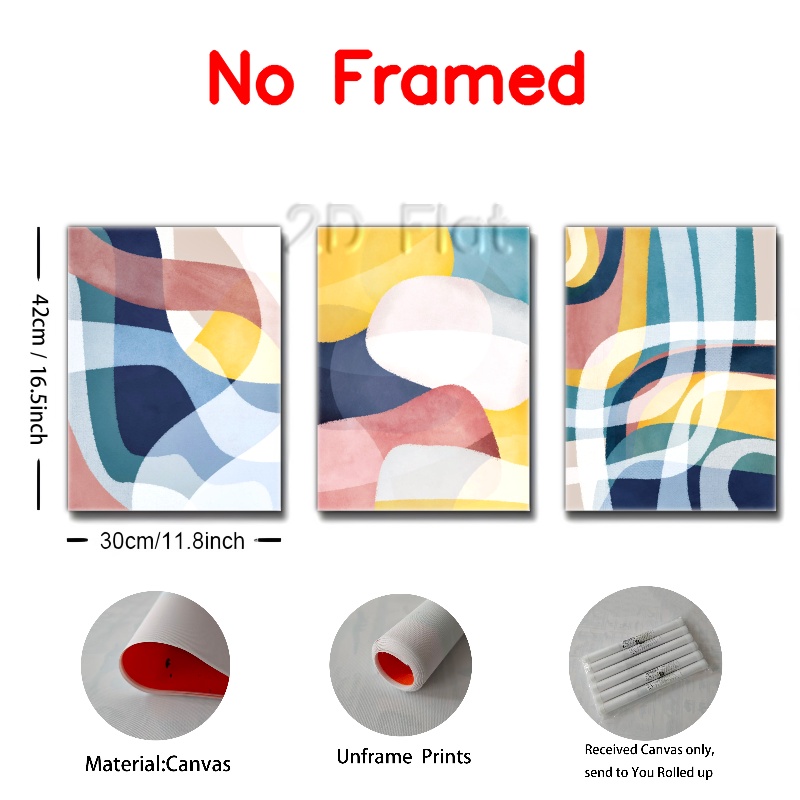 No Framed
2D Flat
42cm / 16.5inch
30cm/11.8inch
Material:Canvas
Unframe Prints
Received Canvas only,
send to You Rolled up